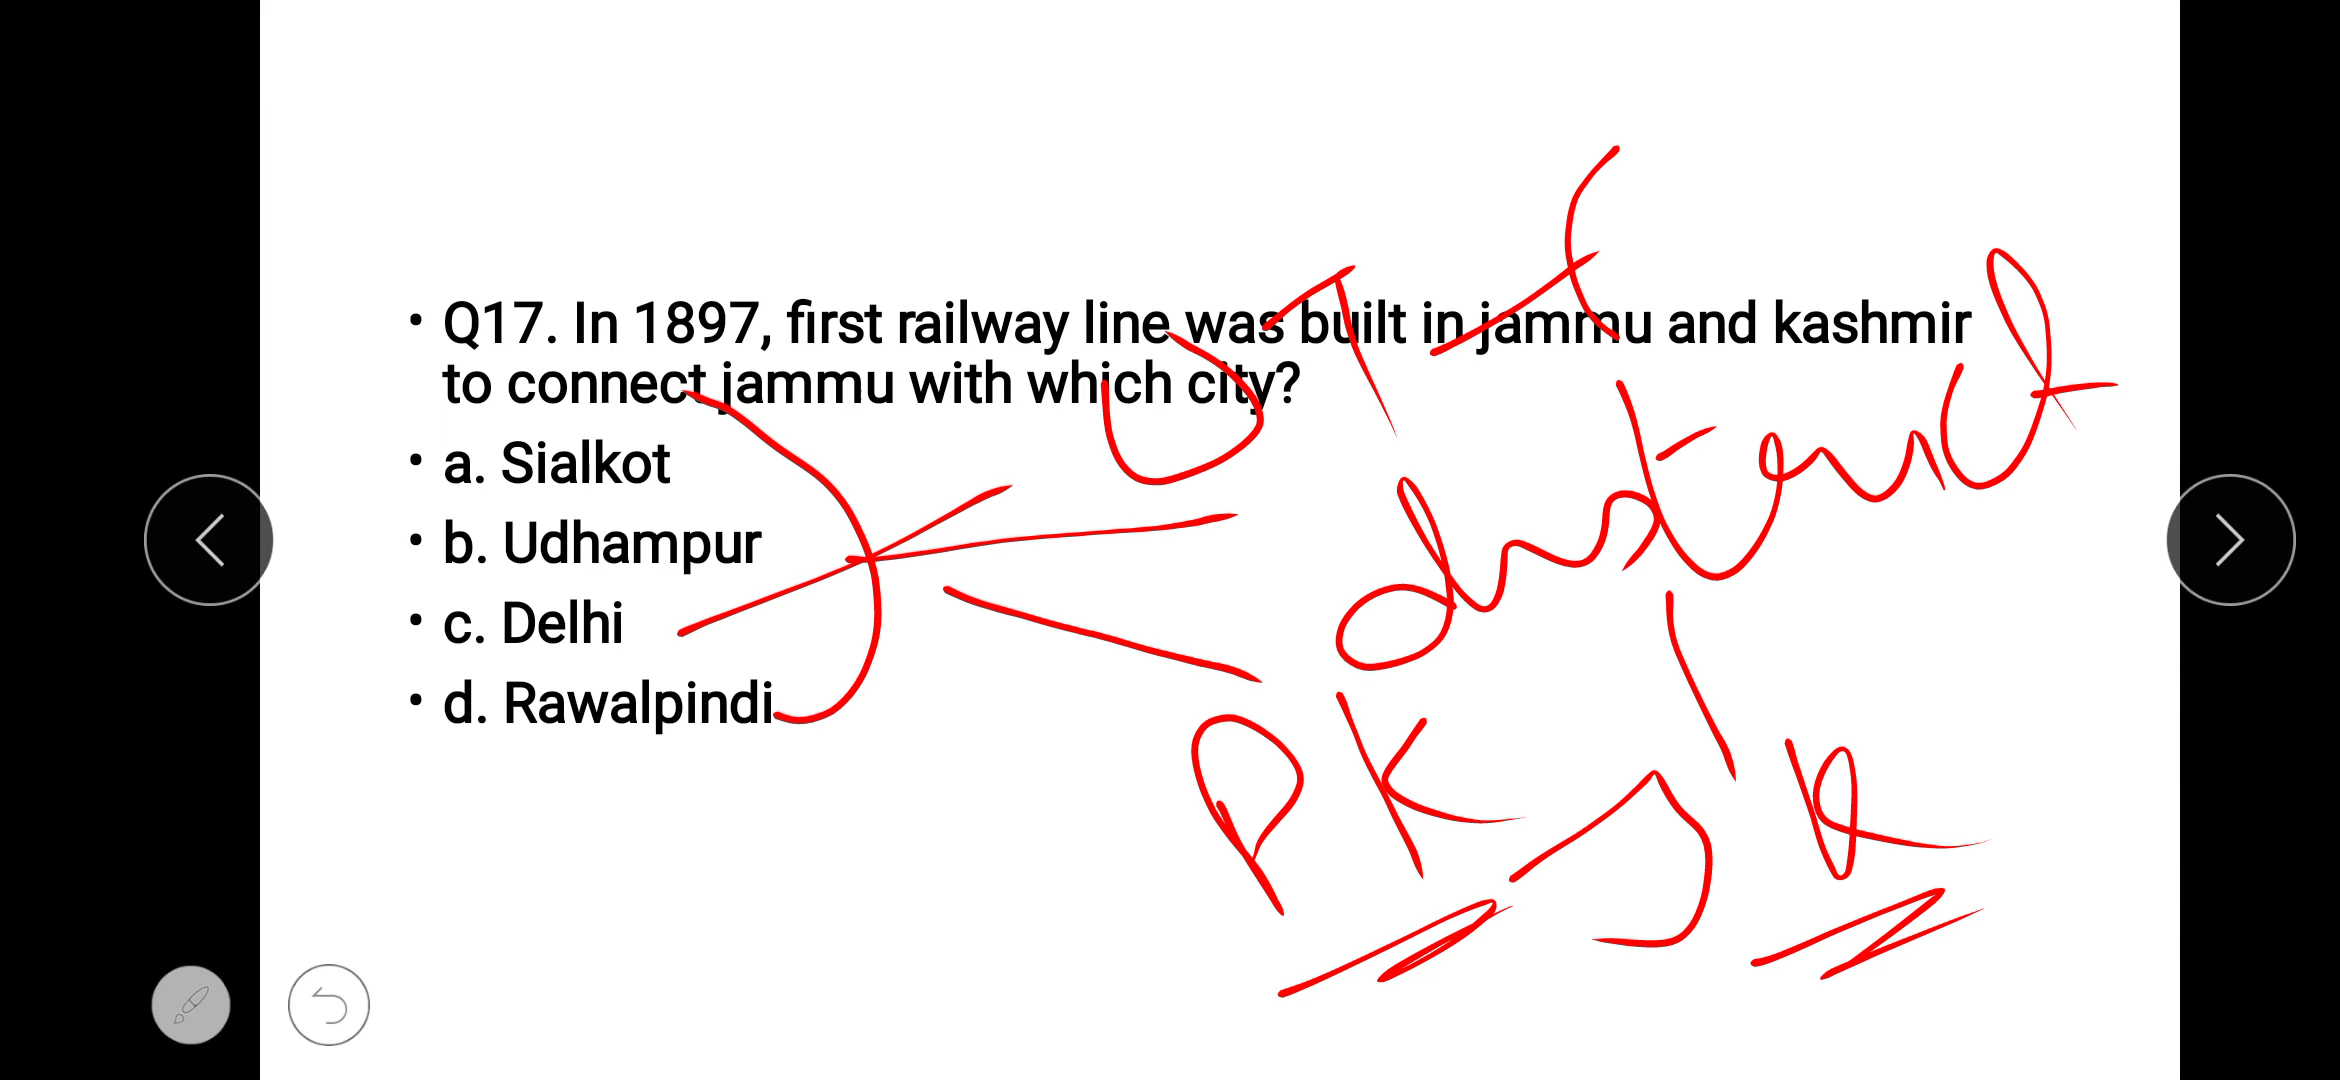 • Q17. In 1897, first railway line was built in jammu and kashmir
to connect jammu with which city?
• a. Sialkot
• b. Udhampur
• c. Delhi
• d. Rawalpindi
PK